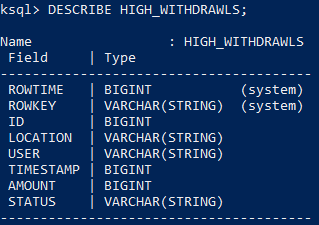 ksql> DESCRIBE HIGH_WITHDRAWLS;
Name                 : HIGH_WITHDRAWLS
 Field     | Type
--------------------------------------
 ROWTIME   | BIGINT           (system)
 ROWKEY    | VARCHAR(STRING)  (system)
 ID        | BIGINT
 LOCATION  | VARCHAR(STRING)
 USER      | VARCHAR(STRING)
 TIMESTAMP | BIGINT
 AMOUNT    | BIGINT
 STATUS    | VARCHAR(STRING)
--------------------------------------